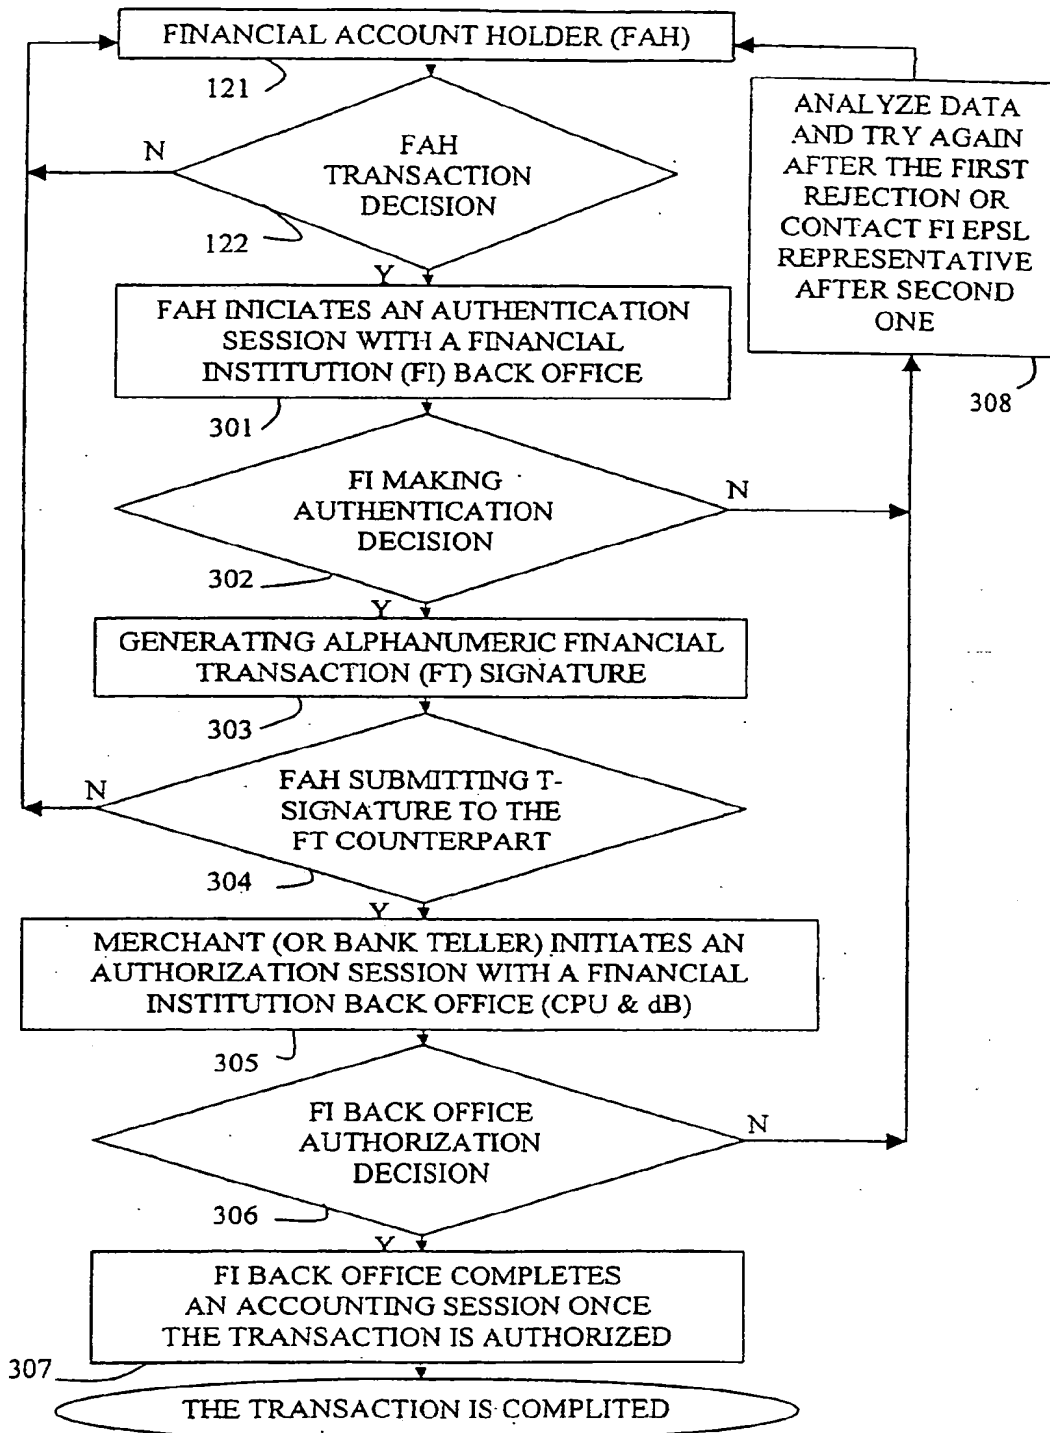 FINANCIAL ACCOUNT HOLDER (FAH)
121
N
FAH
TRANSACTION
DECISION
122
Y
FAH INICIATES AN AUTHENTICATION
SESSION WITH A FINANCIAL
INSTITUTION (FI) BACK OFFICE
301
FI MAKING
AUTHENTICATION
DECISION
N
302
Y
GENERATING ALPHANUMERIC FINANCIAL
TRANSACTION (FT) SIGNATURE
303
N
FAH SUBMITTING T-
SIGNATURE TO THE
FT COUNTERPART
304
Y
MERCHANT (OR BANK TELLER) INITIATES AN
AUTHORIZATION SESSION WITH A FINANCIAL
INSTITUTION BACK OFFICE (CPU & dB)
305
FI BACK OFFICE
AUTHORIZATION
DECISION
N
306
Y
FI BACK OFFICE COMPLETES
AN ACCOUNTING SESSION ONCE
THE TRANSACTION IS AUTHORIZED
307
THE TRANSACTION IS COMPLITED
ANALYZE DATA
AND TRY AGAIN
AFTER THE FIRST
REJECTION OR
CONTACT FI EPSL
REPRESENTATIVE
AFTER SECOND
ONE
308